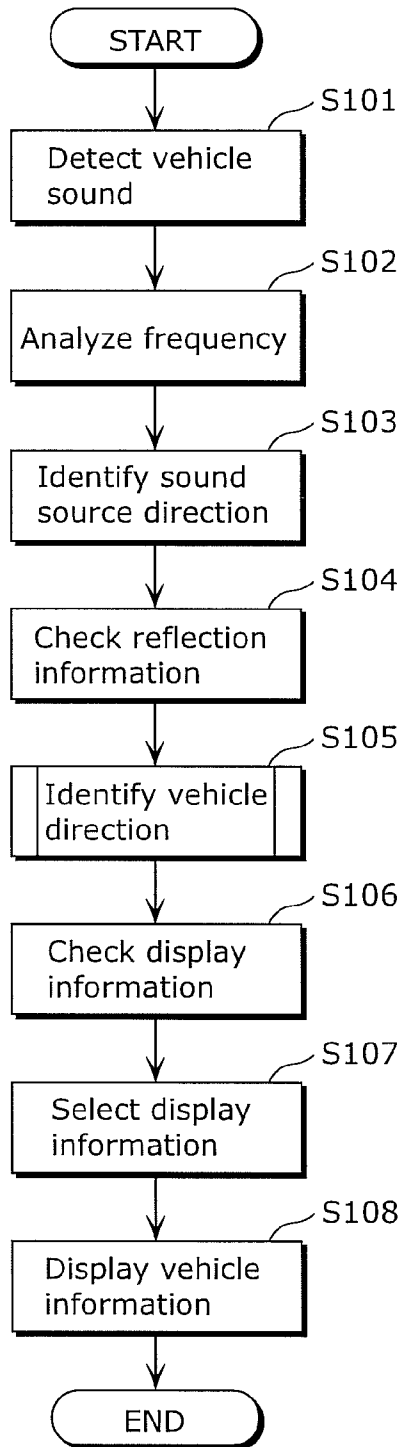 START
S101
Detect vehicle
sound
S102
Analyze frequency
S103
Identify sound
source direction
S104
Check reflection
information
S105
Identify vehicle
direction
S106
Check display
information
S107
Select display
information
S108
Display vehicle
information
END